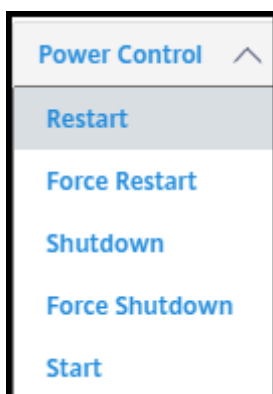 Power Control
Restart
Force Restart
Shutdown
Force Shutdown
Start